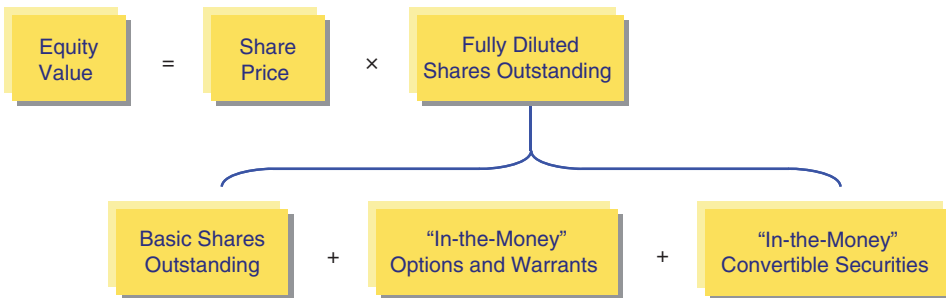 Equity
Value
=
Share
Price
×
Fully Diluted
Shares Outstanding
Basic Shares
Outstanding
+
“In-the-Money”
Options and Warrants
+
“In-the-Money”
Convertible Securities